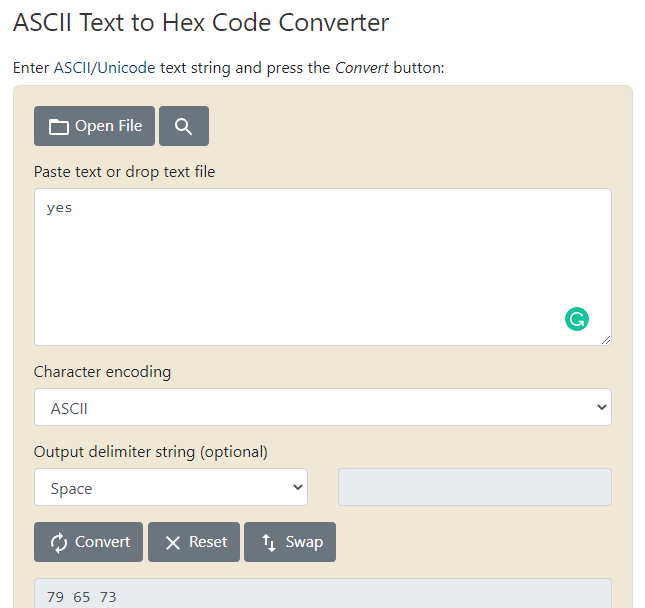 ASCII Text to Hex Code Converter
Enter ASCII/Unicode text string and press the Convert button:
Open File
Paste text or drop text file
yes
Character encoding
ASCII
Output delimiter string (optional)
Space
Convert Reset Swap
79 65 73